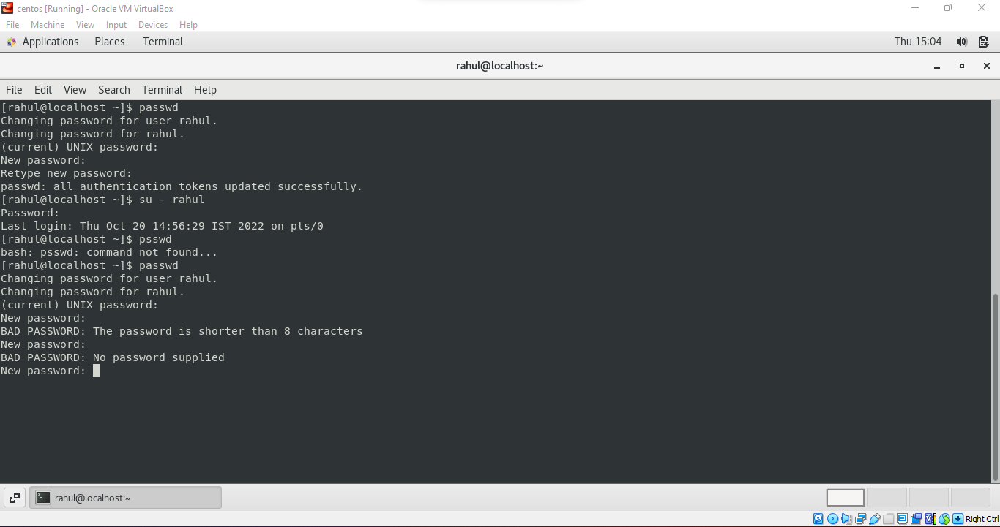 centos [Running] - Oracle VM VirtualBox
File Machine View Input Devices Help
Applications Places Terminal Thu 15:04
rahul@localhost:~
File Edit View Search Terminal Help
[rahul@localhost ~]$ passwd
Changing password for user rahul.
Changing password for rahul.
(current) UNIX password:
New password:
Retype new password:
passwd: all authentication tokens updated successfully.
[rahul@localhost ~]$ su - rahul
Password:
Last login: Thu Oct 20 14:56:29 IST 2022 on pts/0
[rahul@localhost ~]$ psswd
bash: psswd: command not found...
[rahul@localhost ~]$ passwd
Changing password for user rahul.
Changing password for rahul.
(current) UNIX password:
New password:
BAD PASSWORD: The password is shorter than 8 characters
New password:
BAD PASSWORD: No password supplied
New password:
rahul@localhost:~
Right Ctrl